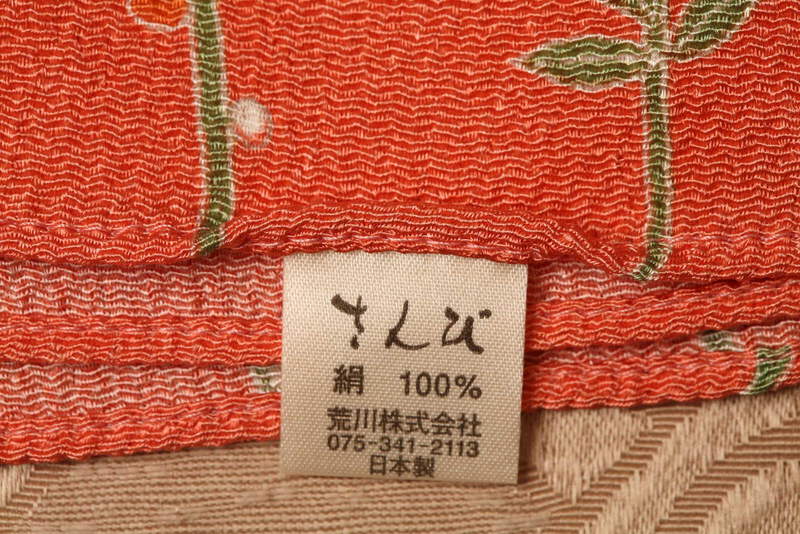 さんび
絹 100%
荒川株式会社
075-341-2113
日本製